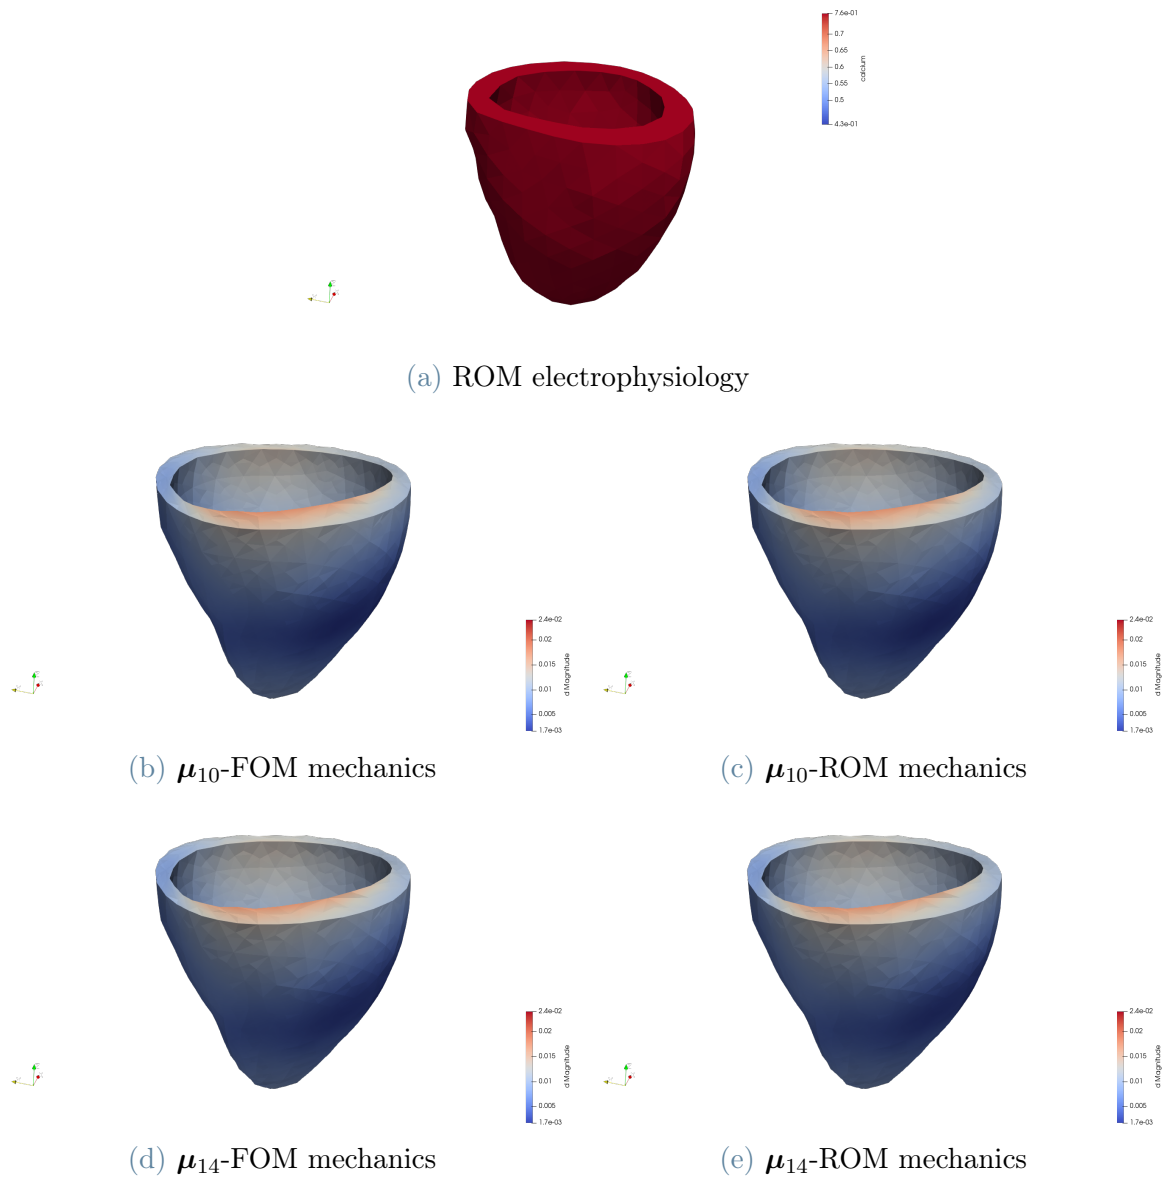 7.6e-01
0.7
0.65
0.6
0.55
0.5
4.3e-01
calcium
(a) ROM electrophysiology
2.4e-02
0.02
0.015
0.01
0.005
1.7e-03
d Magnitude
2.4e-02
0.02
0.015
0.01
0.005
1.7e-03
d Magnitude
(b) μ₁₀-FOM mechanics
(c) μ₁₀-ROM mechanics
2.4e-02
0.02
0.015
0.01
0.005
1.7e-03
d Magnitude
2.4e-02
0.02
0.015
0.01
0.005
1.7e-03
d Magnitude
(d) μ₁₄-FOM mechanics
(e) μ₁₄-ROM mechanics